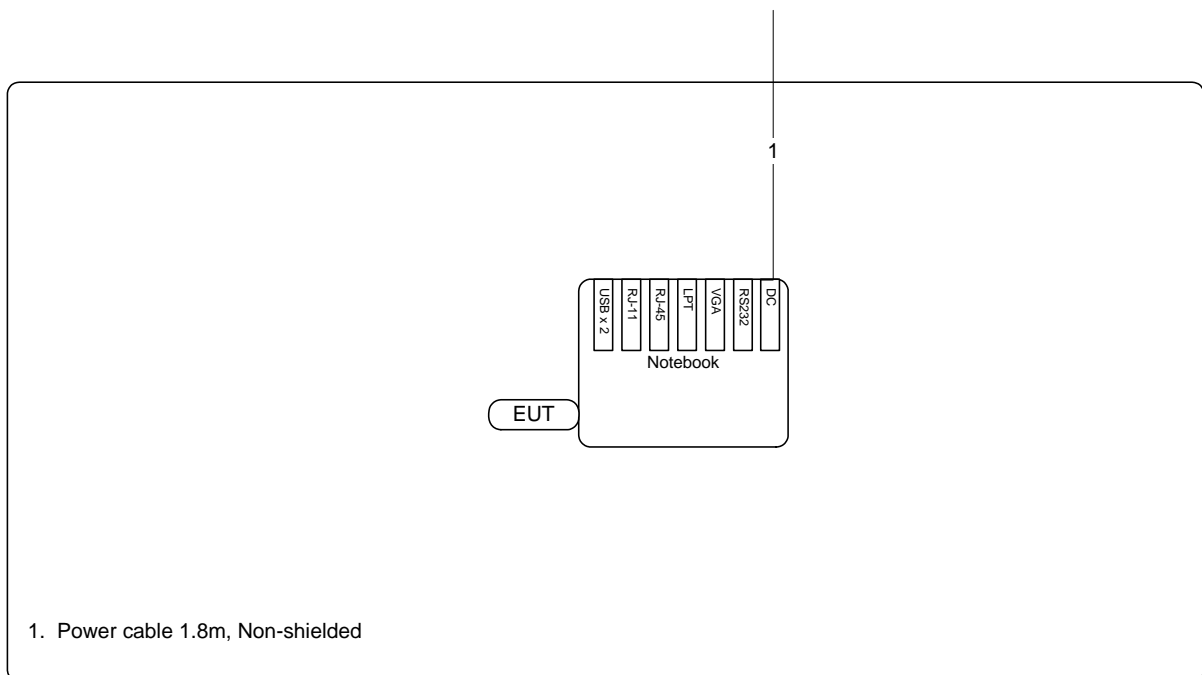 1
USB x 2
RJ-11
RJ-45
LPT
VGA
RS232
DC
Notebook
EUT
1. Power cable 1.8m, Non-shielded